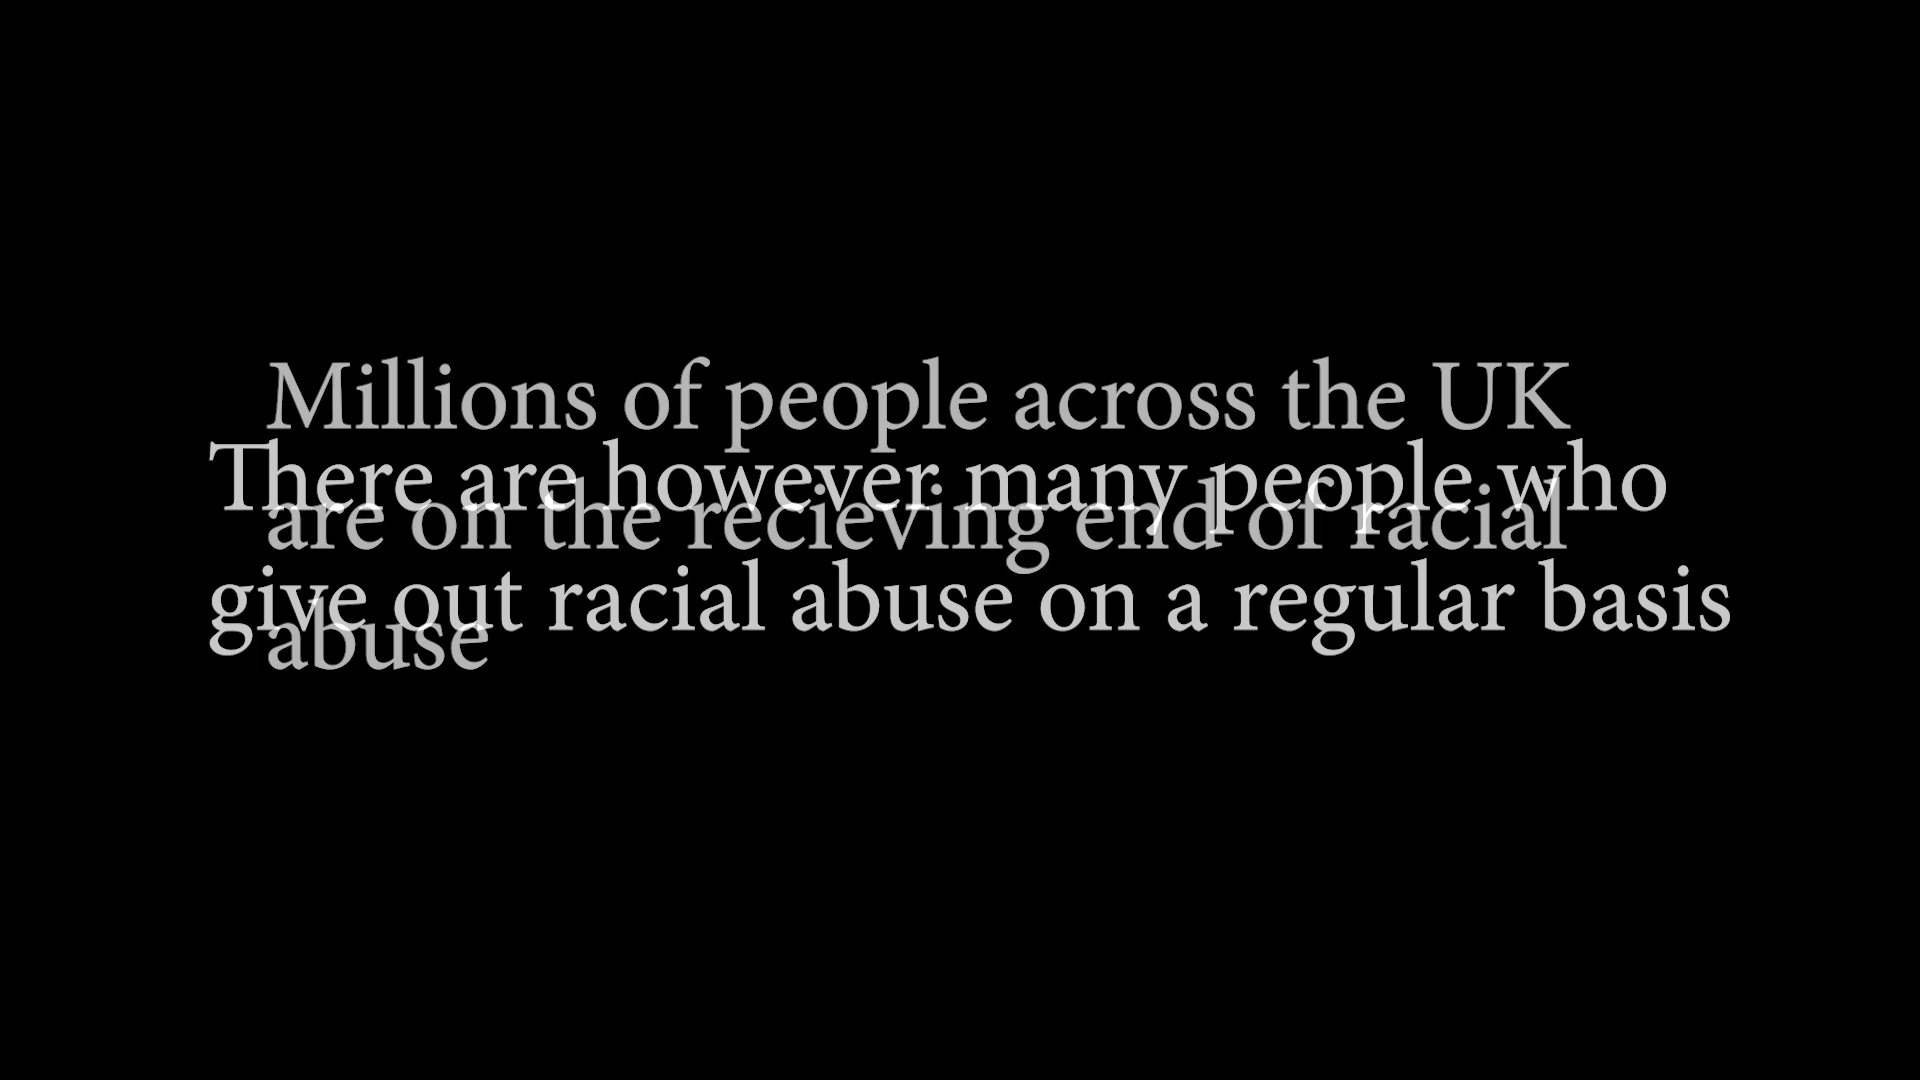 Millions of people across the UK
are on the recieving end of racial
abuse
There are however many people who
give out racial abuse on a regular basis